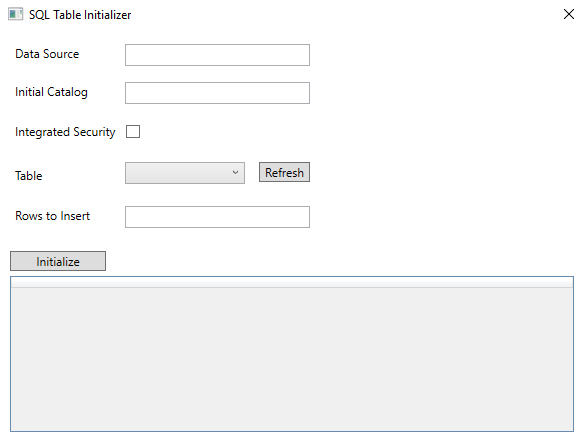 SQL Table Initializer
Data Source
Initial Catalog
Integrated Security
Table
Refresh
Rows to Insert
Initialize